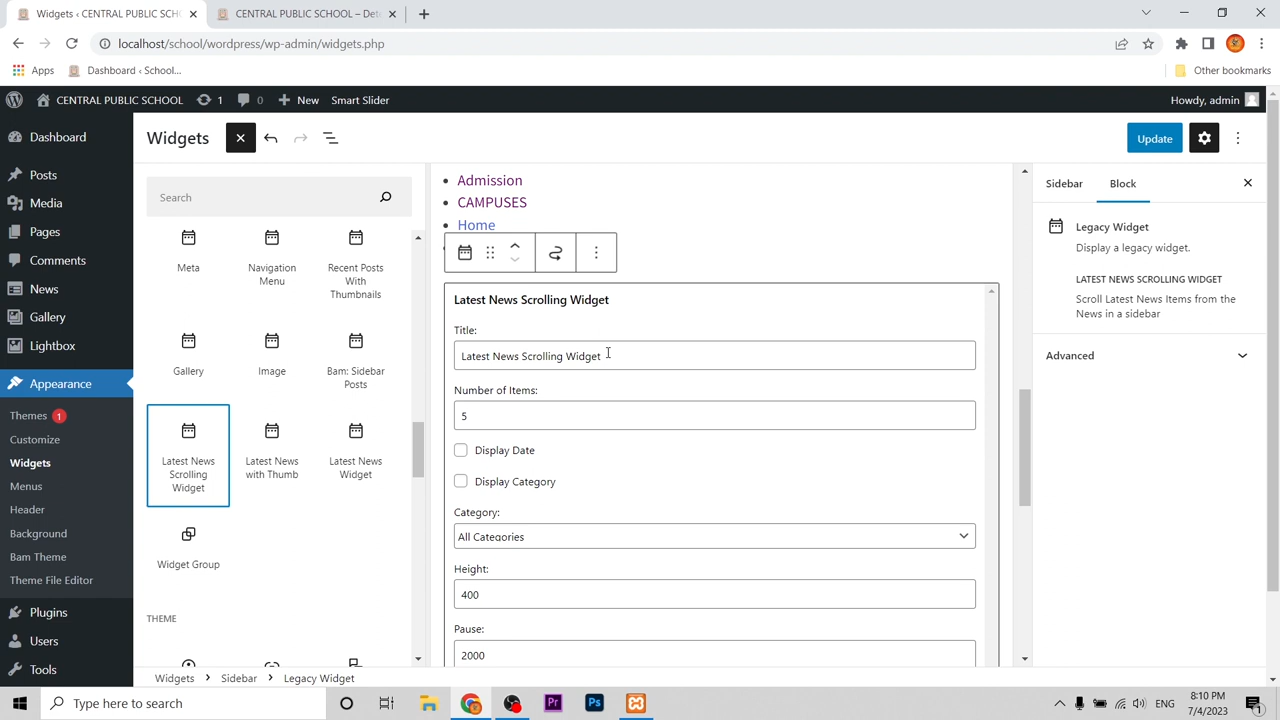 Widgets ‹ CENTRAL PUBLIC SCHOOL
CENTRAL PUBLIC SCHOOL – Det
localhost/school/wordpress/wp-admin/widgets.php
Apps
Dashboard ‹ School...
Other bookmarks
CENTRAL PUBLIC SCHOOL
1
0
New
Smart Slider
Howdy, admin
Dashboard
Posts
Media
Pages
Comments
News
Gallery
Lightbox
Appearance
Themes 1
Customize
Widgets
Menus
Header
Background
Bam Theme
Theme File Editor
Plugins
Users
Tools
Widgets
Update
Search
Meta
Navigation
Menu
Recent Posts
With
Thumbnails
Gallery
Image
Bam: Sidebar
Posts
Latest News
Scrolling
Widget
Latest News
with Thumb
Latest News
Widget
Widget Group
THEME
Admission
CAMPUSES
Home
Latest News Scrolling Widget
Title:
Latest News Scrolling Widget
Number of Items:
5
Display Date
Display Category
Category:
All Categories
Height:
400
Pause:
2000
Sidebar
Block
Legacy Widget
Display a legacy widget.
LATEST NEWS SCROLLING WIDGET
Scroll Latest News Items from the
News in a sidebar
Advanced
Widgets
Sidebar
Legacy Widget
Type here to search
Pr
Ps
ENG
8:10 PM
7/4/2023
1